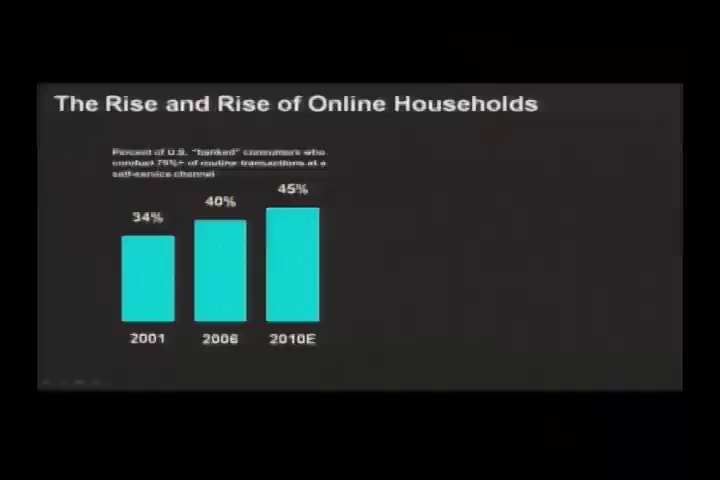 The Rise and Rise of Online Households
Percent of U.S. "banked" consumers who
conduct 75%+ of routine transactions at a
self-service channel
34%
40%
45%
2001
2006
2010E